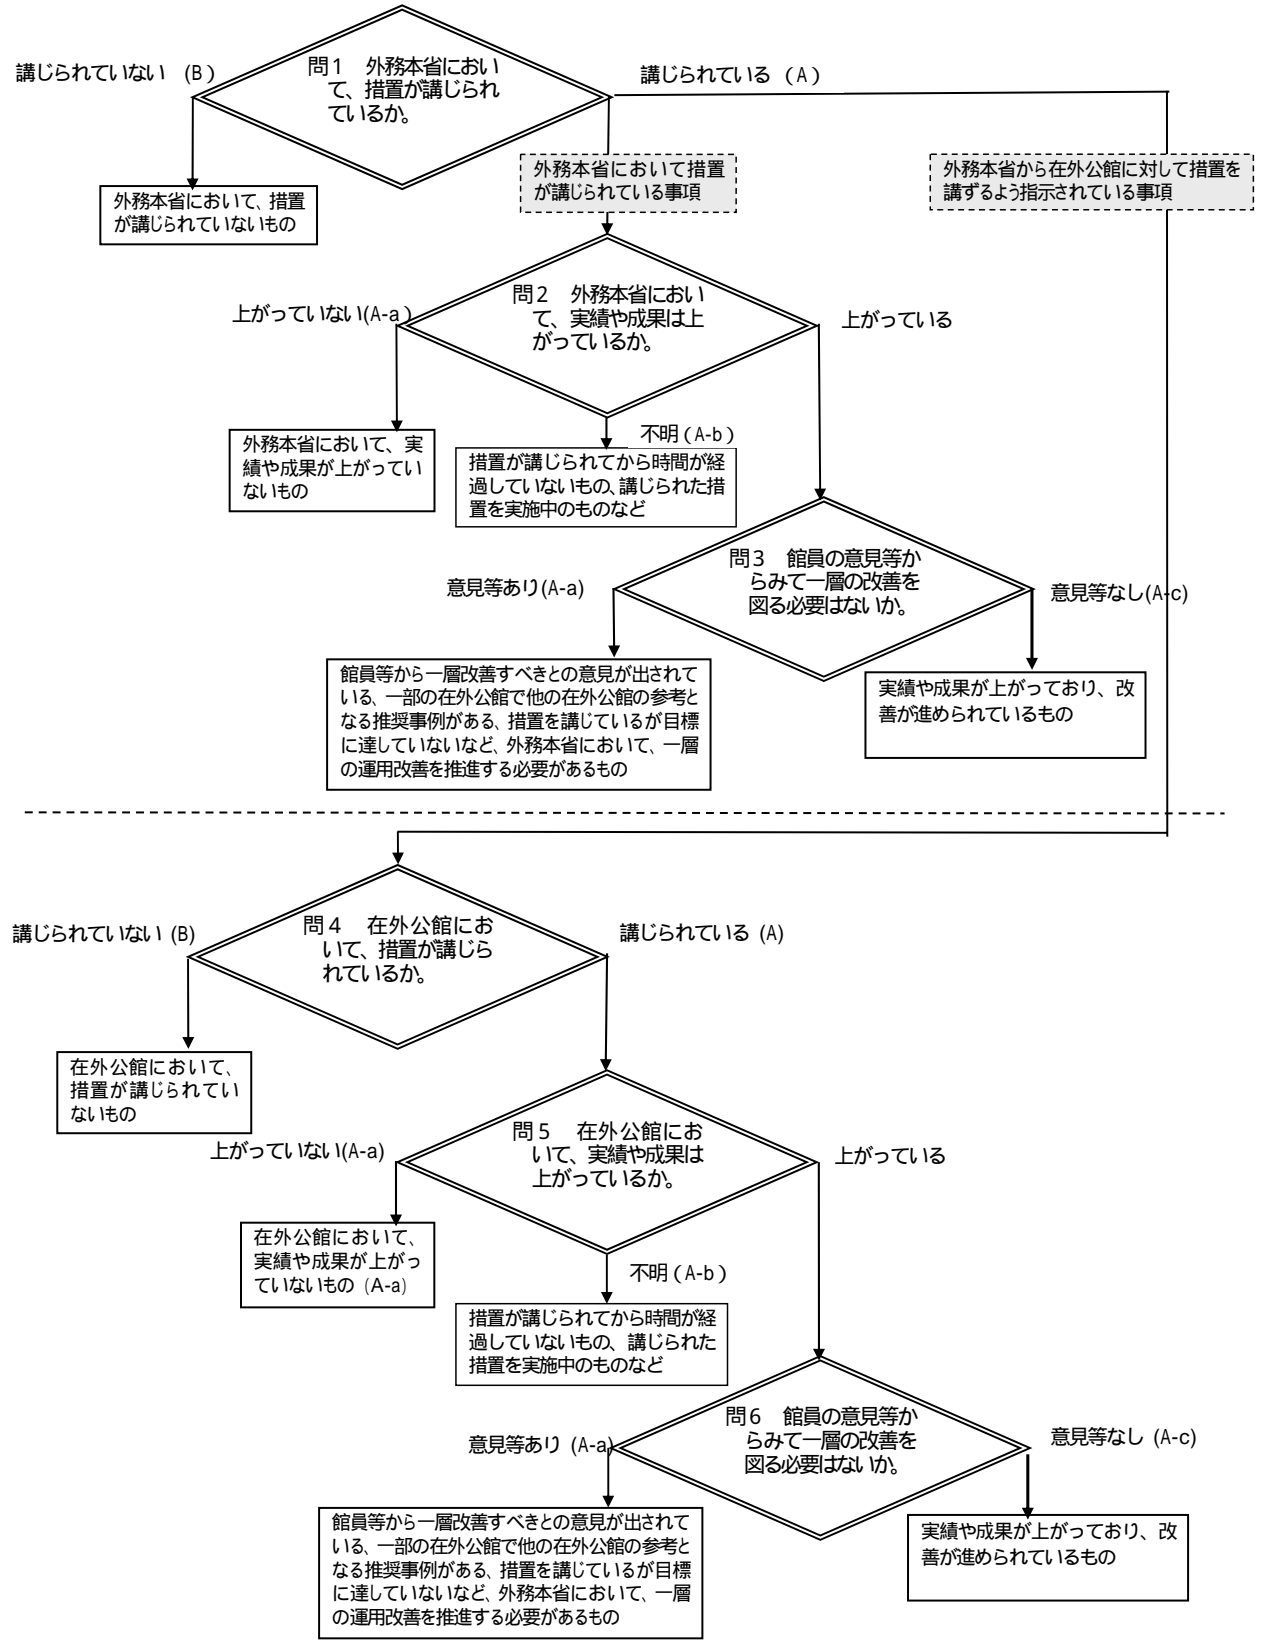 講じられていない (B)
問1 外務本省におい
て、措置が講じられ
ているか。
講じられている (A)
外務本省において、措置
が講じられていないもの
外務本省において措置
が講じられている事項
外務本省から在外公館に対して措置を
講ずるよう指示されている事項
上がっていない(A-a)
問2 外務本省におい
て、実績や成果は上
がっているか。
上がっている
外務本省において、実
績や成果が上がってい
ないもの
不明(A-b)
措置が講じられてから時間が経
過していないもの、講じられた措
置を実施中のものなど
意見等あり(A-a)
問3 館員の意見等か
らみて一層の改善を
図る必要はないか。
意見等なし(A-c)
館員等から一層改善すべきとの意見が出されて
いる、一部の在外公館で他の在外公館の参考と
なる推奨事例がある、措置を講じているが目標
に達していないなど、外務本省において、一層
の運用改善を推進する必要があるもの
実績や成果が上がっており、改
善が進められているもの
講じられていない (B)
問4 在外公館にお
いて、措置が講じら
れているか。
講じられている (A)
在外公館において、
措置が講じられてい
ないもの
上がっていない(A-a)
問5 在外公館にお
いて、実績や成果は
上がっているか。
上がっている
在外公館において、
実績や成果が上がっ
ていないもの (A-a)
不明(A-b)
措置が講じられてから時間が経
過していないもの、講じられた
措置を実施中のものなど
意見等あり (A-a)
問6 館員の意見等か
らみて一層の改善を
図る必要はないか。
意見等なし (A-c)
館員等から一層改善すべきとの意見が出されて
いる、一部の在外公館で他の在外公館の参考と
なる推奨事例がある、措置を講じているが目標
に達していないなど、外務本省において、一層
の運用改善を推進する必要があるもの
実績や成果が上がっており、改
善が進められているもの